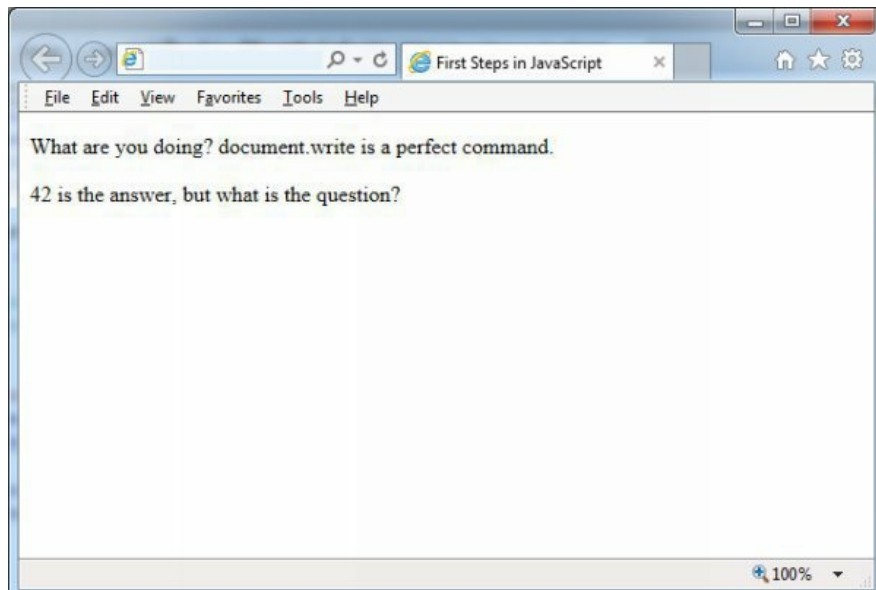 First Steps in JavaScript
File Edit View Favorites Tools Help
What are you doing? document.write is a perfect command.
42 is the answer, but what is the question?
100%